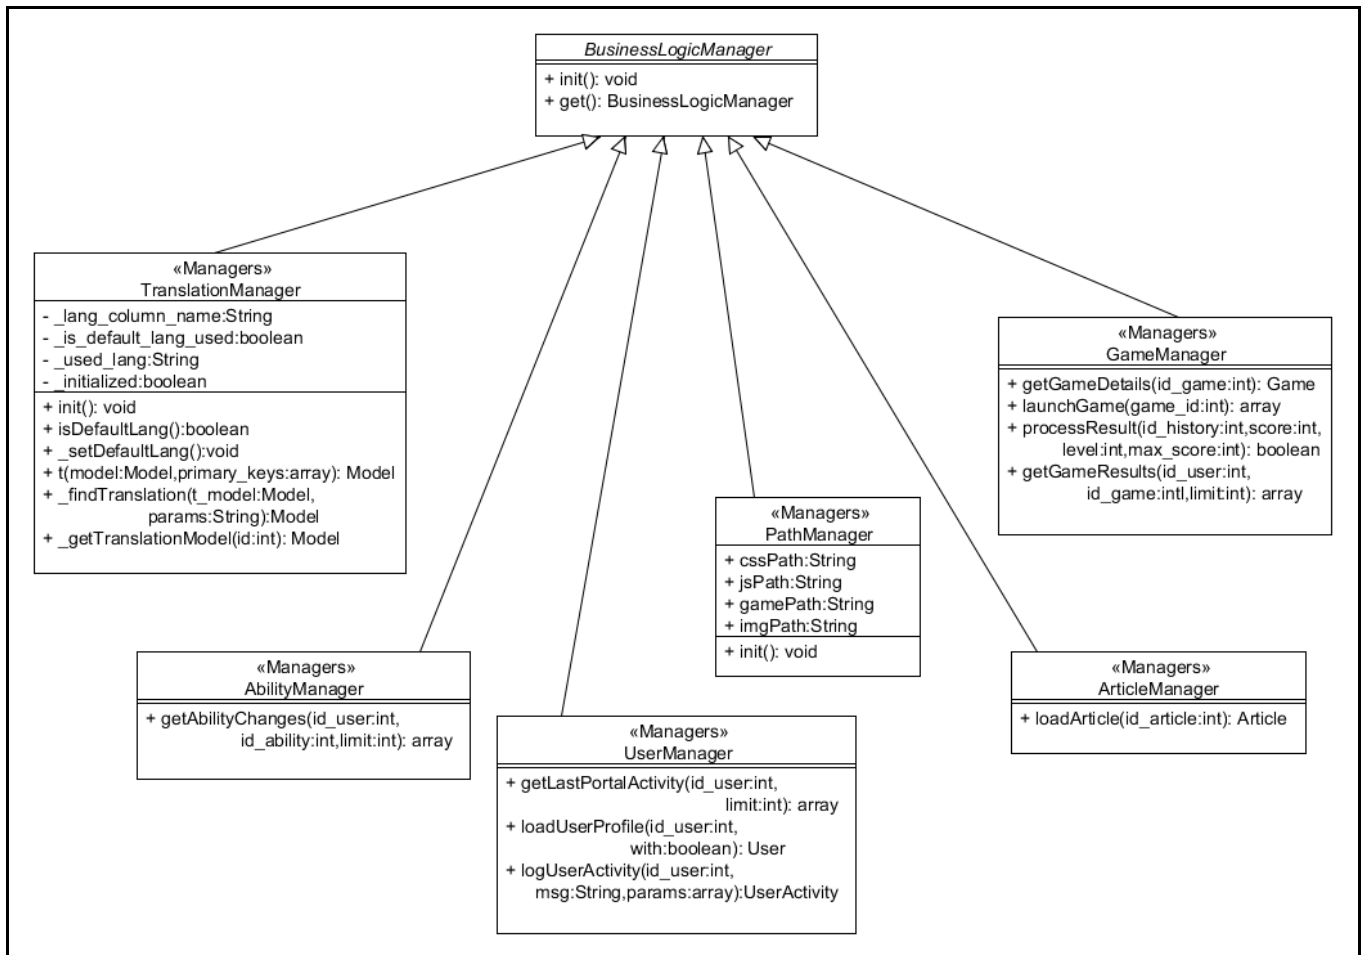 BusinessLogicManager
+ init(): void
+ get(): BusinessLogicManager
«Managers»
TranslationManager
- _lang_column_name:String
- _is_default_lang_used:boolean
- _used_lang:String
- _initialized:boolean
+ init(): void
+ isDefaultLang():boolean
+ _setDefaultLang():void
+ t(model:Model,primary_keys:array): Model
+ _findTranslation(t_model:Model,
params:String):Model
+ _getTranslationModel(id:int): Model
«Managers»
GameManager
+ getGameDetails(id_game:int): Game
+ launchGame(game_id:int): array
+ processResult(id_history:int,score:int,
level:int,max_score:int): boolean
+ getGameResults(id_user:int,
id_game:intl,limit:int): array
«Managers»
PathManager
+ cssPath:String
+ jsPath:String
+ gamePath:String
+ imgPath:String
+ init(): void
«Managers»
AbilityManager
+ getAbilityChanges(id_user:int,
id_ability:int,limit:int): array
«Managers»
UserManager
+ getLastPortalActivity(id_user:int,
limit:int): array
+ loadUserProfile(id_user:int,
with:boolean): User
+ logUserActivity(id_user:int,
msg:String,params:array):UserActivity
«Managers»
ArticleManager
+ loadArticle(id_article:int): Article